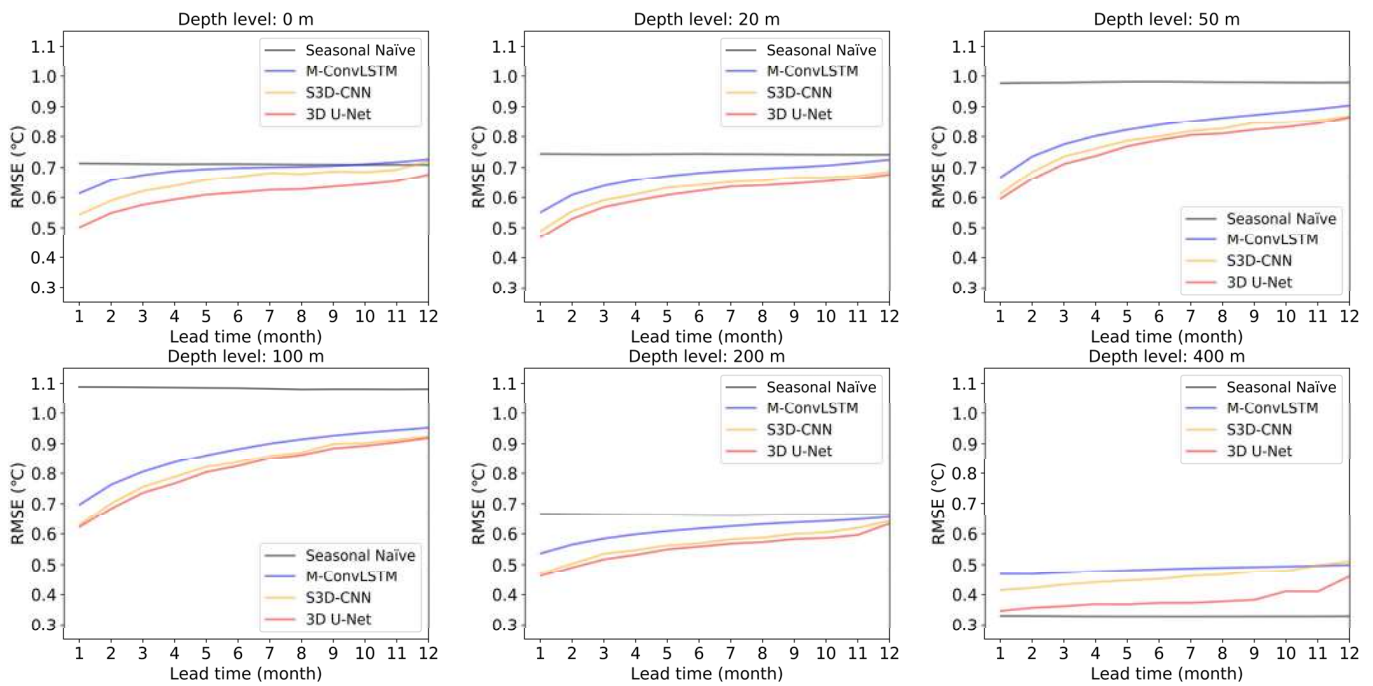 Depth level: 0 m
RMSE (°C)
1.1
1.0
0.9
0.8
0.7
0.6
0.5
0.4
0.3
Seasonal Naïve
M-ConvLSTM
S3D-CNN
3D U-Net
1 2 3 4 5 6 7 8 9 10 11 12
Lead time (month)
Depth level: 20 m
RMSE (°C)
1.1
1.0
0.9
0.8
0.7
0.6
0.5
0.4
0.3
Seasonal Naïve
M-ConvLSTM
S3D-CNN
3D U-Net
1 2 3 4 5 6 7 8 9 10 11 12
Lead time (month)
Depth level: 50 m
RMSE (°C)
1.1
1.0
0.9
0.8
0.7
0.6
0.5
0.4
0.3
Seasonal Naïve
M-ConvLSTM
S3D-CNN
3D U-Net
1 2 3 4 5 6 7 8 9 10 11 12
Lead time (month)
Depth level: 100 m
RMSE (°C)
1.1
1.0
0.9
0.8
0.7
0.6
0.5
0.4
0.3
Seasonal Naïve
M-ConvLSTM
S3D-CNN
3D U-Net
1 2 3 4 5 6 7 8 9 10 11 12
Lead time (month)
Depth level: 200 m
RMSE (°C)
1.1
1.0
0.9
0.8
0.7
0.6
0.5
0.4
0.3
Seasonal Naïve
M-ConvLSTM
S3D-CNN
3D U-Net
1 2 3 4 5 6 7 8 9 10 11 12
Lead time (month)
Depth level: 400 m
RMSE (°C)
1.1
1.0
0.9
0.8
0.7
0.6
0.5
0.4
0.3
Seasonal Naïve
M-ConvLSTM
S3D-CNN
3D U-Net
1 2 3 4 5 6 7 8 9 10 11 12
Lead time (month)